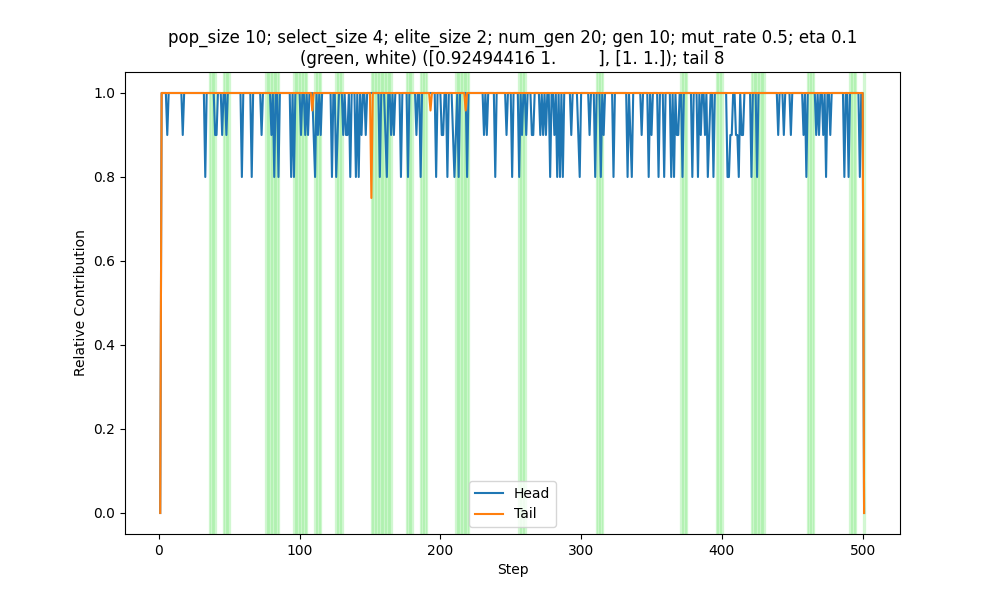 pop_size 10; select_size 4; elite_size 2; num_gen 20; gen 10; mut_rate 0.5; eta 0.1
(green, white) ([0.92494416 1.        ], [1. 1.]); tail 8
1.0
0.8
0.6
0.4
0.2
0.0
Relative Contribution
Head
Tail
0 100 200 300 400 500
Step